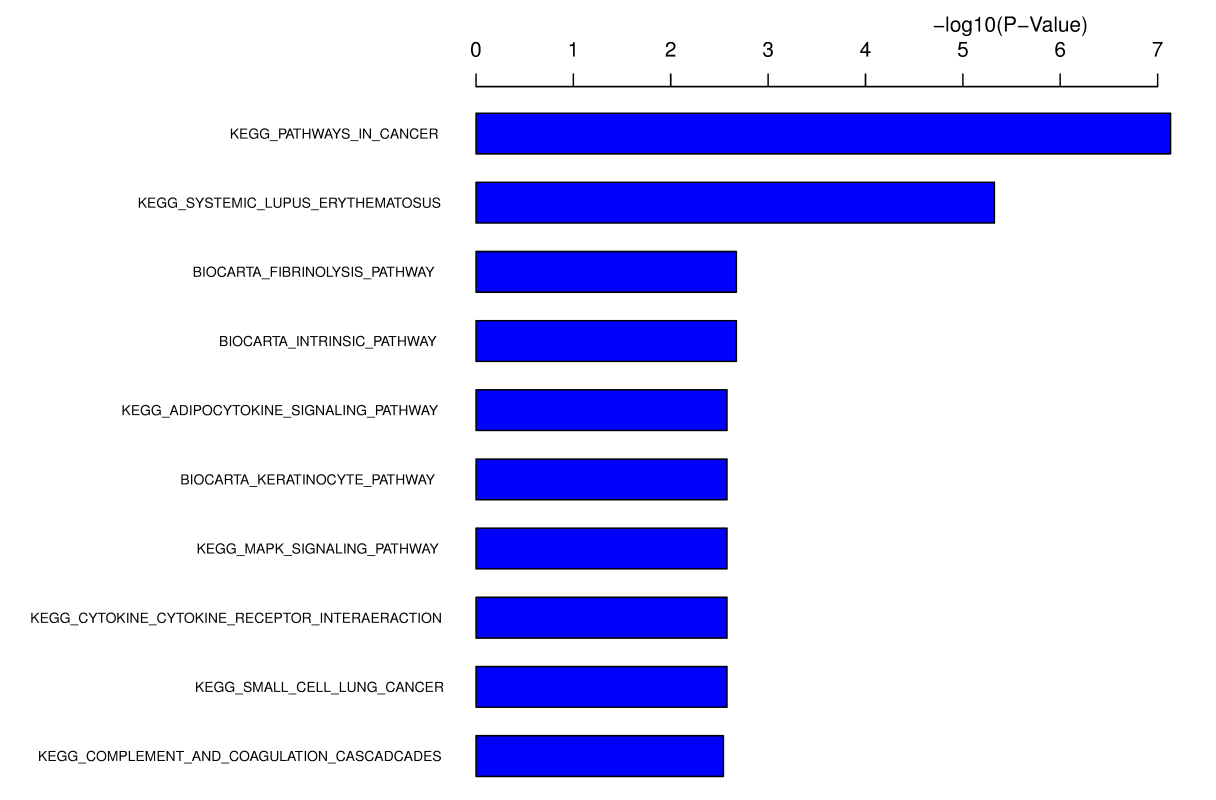 −log10(P−Value)
0 1 2 3 4 5 6 7
KEGG_PATHWAYS_IN_CANCER
KEGG_SYSTEMIC_LUPUS_ERYTHEMATOSUS
BIOCARTA_FIBRINOLYSIS_PATHWAY
BIOCARTA_INTRINSIC_PATHWAY
KEGG_ADIPOCYTOKINE_SIGNALING_PATHWAY
BIOCARTA_KERATINOCYTE_PATHWAY
KEGG_MAPK_SIGNALING_PATHWAY
KEGG_CYTOKINE_CYTOKINE_RECEPTOR_INTERAERACTION
KEGG_SMALL_CELL_LUNG_CANCER
KEGG_COMPLEMENT_AND_COAGULATION_CASCADCADES